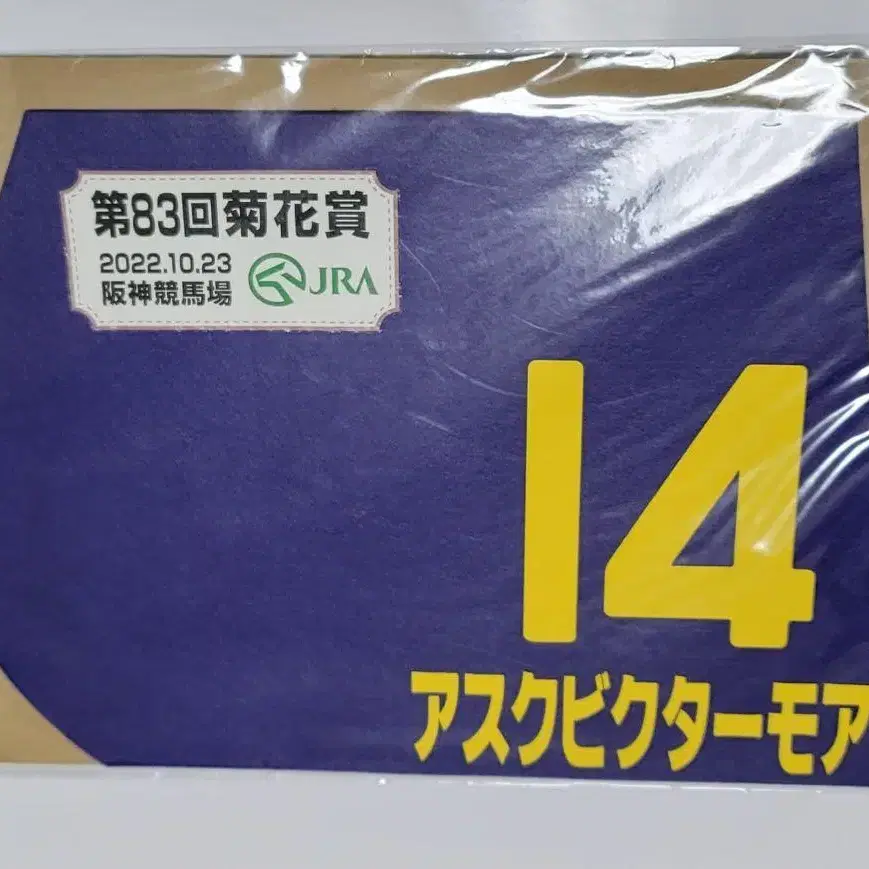 第83回菊花賞
2022.10.23
阪神競馬場
JRA
14
アスクビクターモア